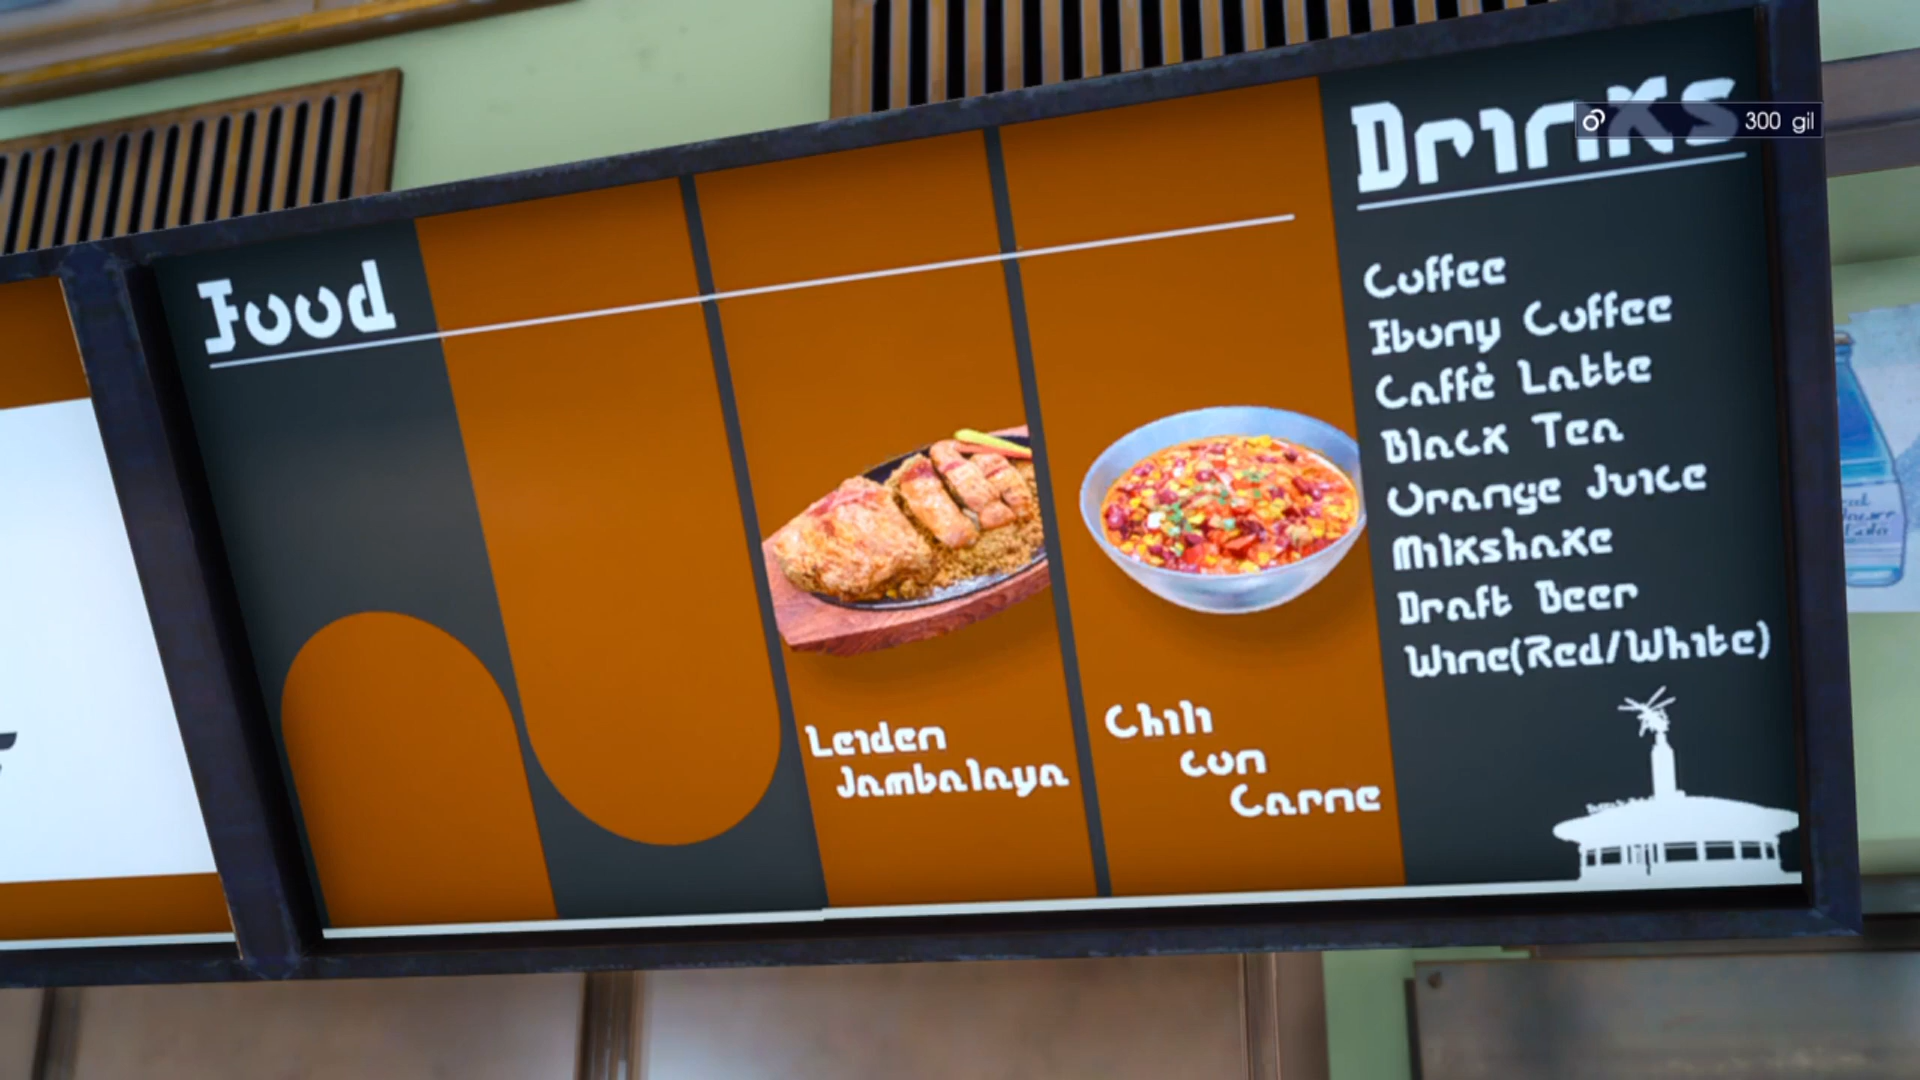 Food
Leiden
Jambalaya
Chili
con
Carne
Drinks
300 gil
Coffee
Ebony Coffee
Caffè Latte
Black Tea
Orange Juice
Milkshake
Draft Beer
Wine(Red/White)